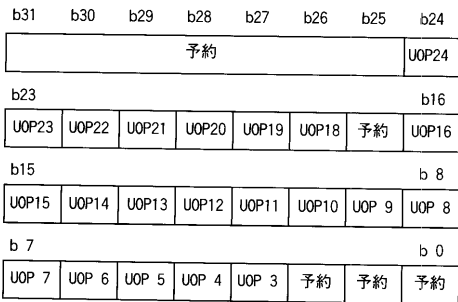 b31 b30 b29 b28 b27 b26 b25 b24
予約 UOP24
b23 b16
UOP23 UOP22 UOP21 UOP20 UOP19 UOP18 予約 UOP16
b15 b 8
UOP15 UOP14 UOP13 UOP12 UOP11 UOP10 UOP 9 UOP 8
b 7 b 0
UOP 7 UOP 6 UOP 5 UOP 4 UOP 3 予約 予約 予約